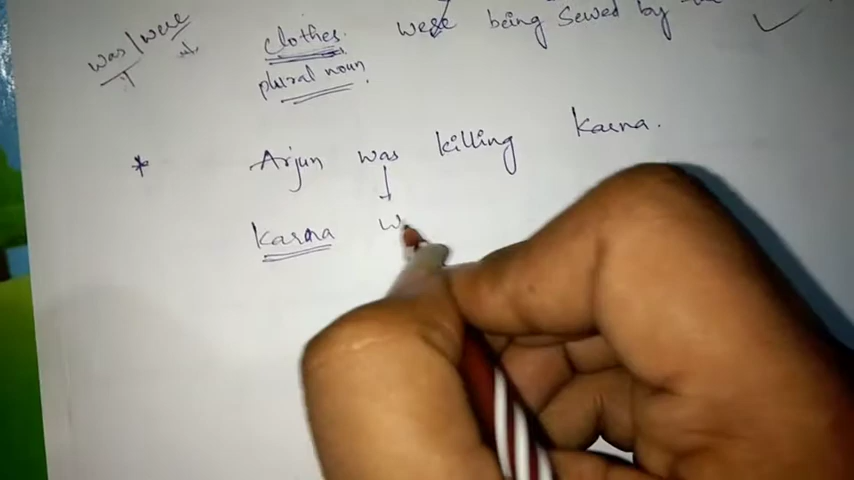 was/were clothes were being sewed by
plural noun.
* Arjun was killing Karna.
Karna w